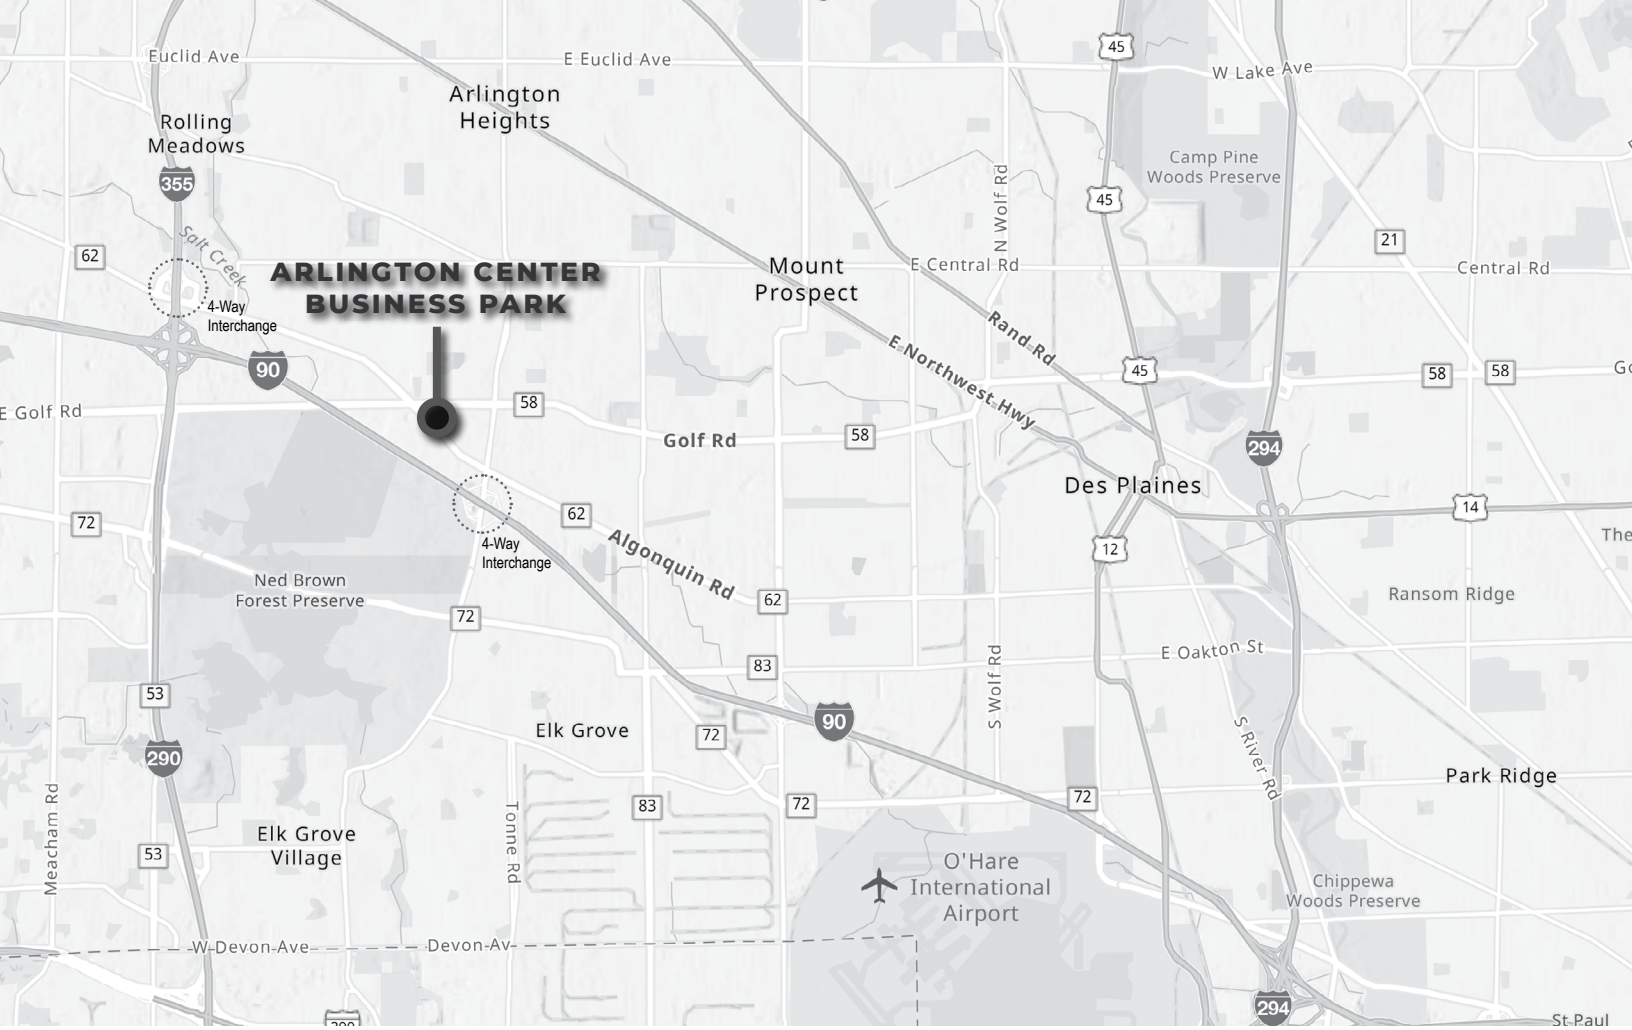 45
Euclid Ave
E Euclid Ave
W Lake Ave
Arlington
Heights
Rolling
Meadows
Camp Pine
Woods Preserve
355
45
N Wolf Rd
Salt Creek
62
21
ARLINGTON CENTER
BUSINESS PARK
Mount
Prospect
E Central Rd
Central Rd
4-Way
Interchange
Rand Rd
E Northwest Hwy
90
45
58
58
E Golf Rd
58
Golf Rd
58
294
Des Plaines
14
62
72
4-Way
Interchange
Algonquin Rd
12
The
Ned Brown
Forest Preserve
72
62
Ransom Ridge
83
E Oakton St
S Wolf Rd
53
Elk Grove
72
90
290
S River Rd
Park Ridge
Meacham Rd
Tonne Rd
83
72
72
Elk Grove
Village
53
O'Hare
International
Airport
Chippewa
Woods Preserve
W Devon Ave
Devon Av
294
St Paul